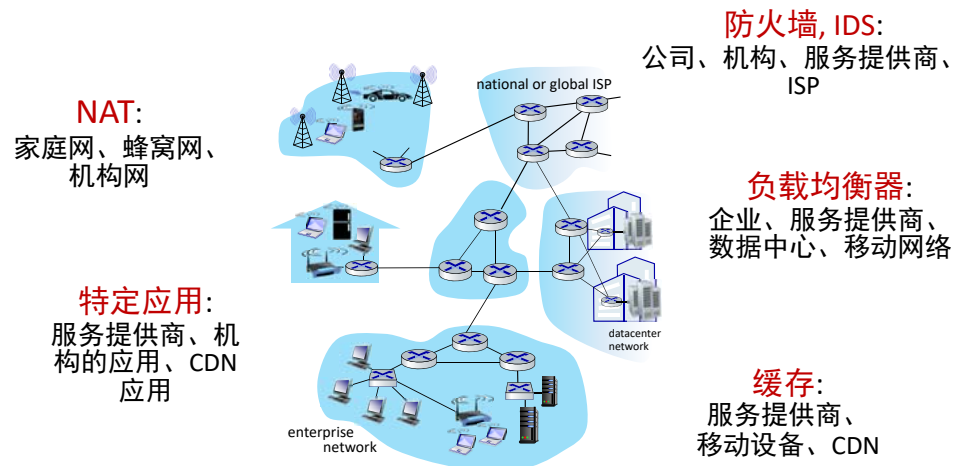 防火墙, IDS:
公司、机构、服务提供商、
ISP
national or global ISP
NAT:
家庭网、蜂窝网、
机构网
负载均衡器:
企业、服务提供商、
数据中心、移动网络
特定应用:
服务提供商、机
构的应用、CDN
应用
datacenter
network
缓存:
服务提供商、
移动设备、CDN
enterprise
network